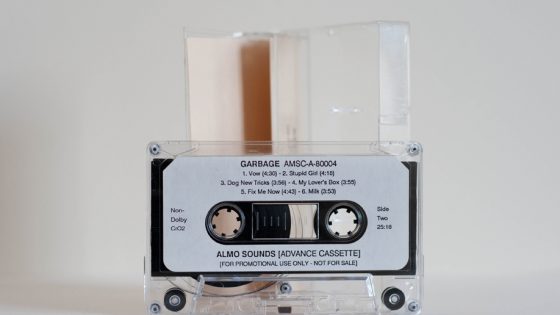 GARBAGE AMSC-A-80004
1. Vow (4:30) - 2. Stupid Girl (4:18)
3. Dog New Tricks (3:56) - 4. My Lover's Box (3:55)
5. Fix Me Now (4:43) - 6. Milk (3:53)
Non-
Dolby
CrO2
Side
Two
25:18
ALMO SOUNDS [ADVANCE CASSETTE]
[FOR PROMOTIONAL USE ONLY - NOT FOR SALE]